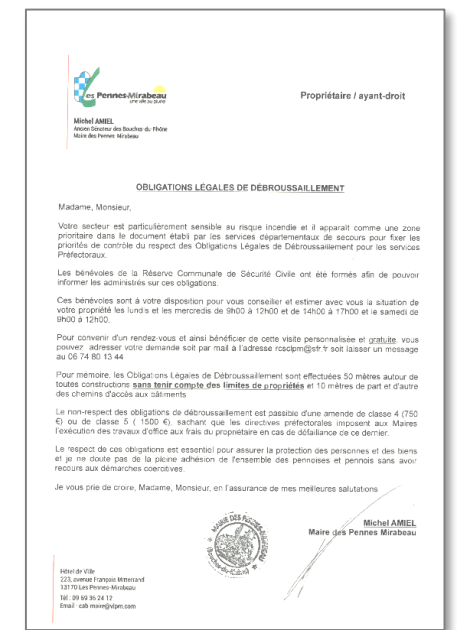 Les Pennes-Mirabeau
une ville au futur
Propriétaire / ayant-droit
Michel AMIEL
Ancien Sénateur des Bouches du Rhône
Maire des Pennes Mirabeau
OBLIGATIONS LÉGALES DE DÉBROUSSAILLEMENT
Madame, Monsieur,
Votre secteur est particulièrement sensible au risque incendie et il apparaît comme une zone
prioritaire dans le document établi par les services départementaux de secours pour fixer les
priorités de contrôle du respect des Obligations Légales de Débroussaillement pour les services
Préfectoraux.
Les bénévoles de la Réserve Communale de Sécurité Civile ont été formés afin de pouvoir
informer les administrés sur ces obligations.
Ces bénévoles sont à votre disposition pour vous conseiller et estimer avec vous la situation de
votre propriété les lundis et les mercredis de 9h00 à 12h00 et de 14h00 à 17h00 et le samedi de
9h00 à 12h00.
Pour convenir d'un rendez-vous et ainsi bénéficier de cette visite personnalisée et gratuite, vous
pouvez adresser votre demande soit par mail à l'adresse rcsclpm@sfr.fr soit laisser un message
au 06 74 80 13 44
Pour mémoire, les Obligations Légales de Débroussaillement sont effectuées 50 mètres autour de
toutes constructions sans tenir compte des limites de propriétés et 10 mètres de part et d'autre
des chemins d'accès aux bâtiments
Le non-respect des obligations de débroussaillement est passible d'une amende de classe 4 (750
€) ou de classe 5 ( 1500 €), sachant que les directives préfectorales imposent aux Maires
l'exécution des travaux d'office aux frais du propriétaire en cas de défaillance de ce dernier.
Le respect de ces obligations est essentiel pour assurer la protection des personnes et des biens
et je ne doute pas de la pleine adhésion de l'ensemble des pennoises et pennois sans avoir
recours aux démarches coercitives.
Je vous prie de croire, Madame, Monsieur, en l'assurance de mes meilleures salutations
Michel AMIEL
Maire des Pennes Mirabeau
MAIRIE DES PENNES-MIRABEAU
Hôtel de Ville
223, avenue François Mitterrand
13170 Les Pennes-Mirabeau
Tél : 09 69 36 24 12
Email : cab.maire@vlpm.com